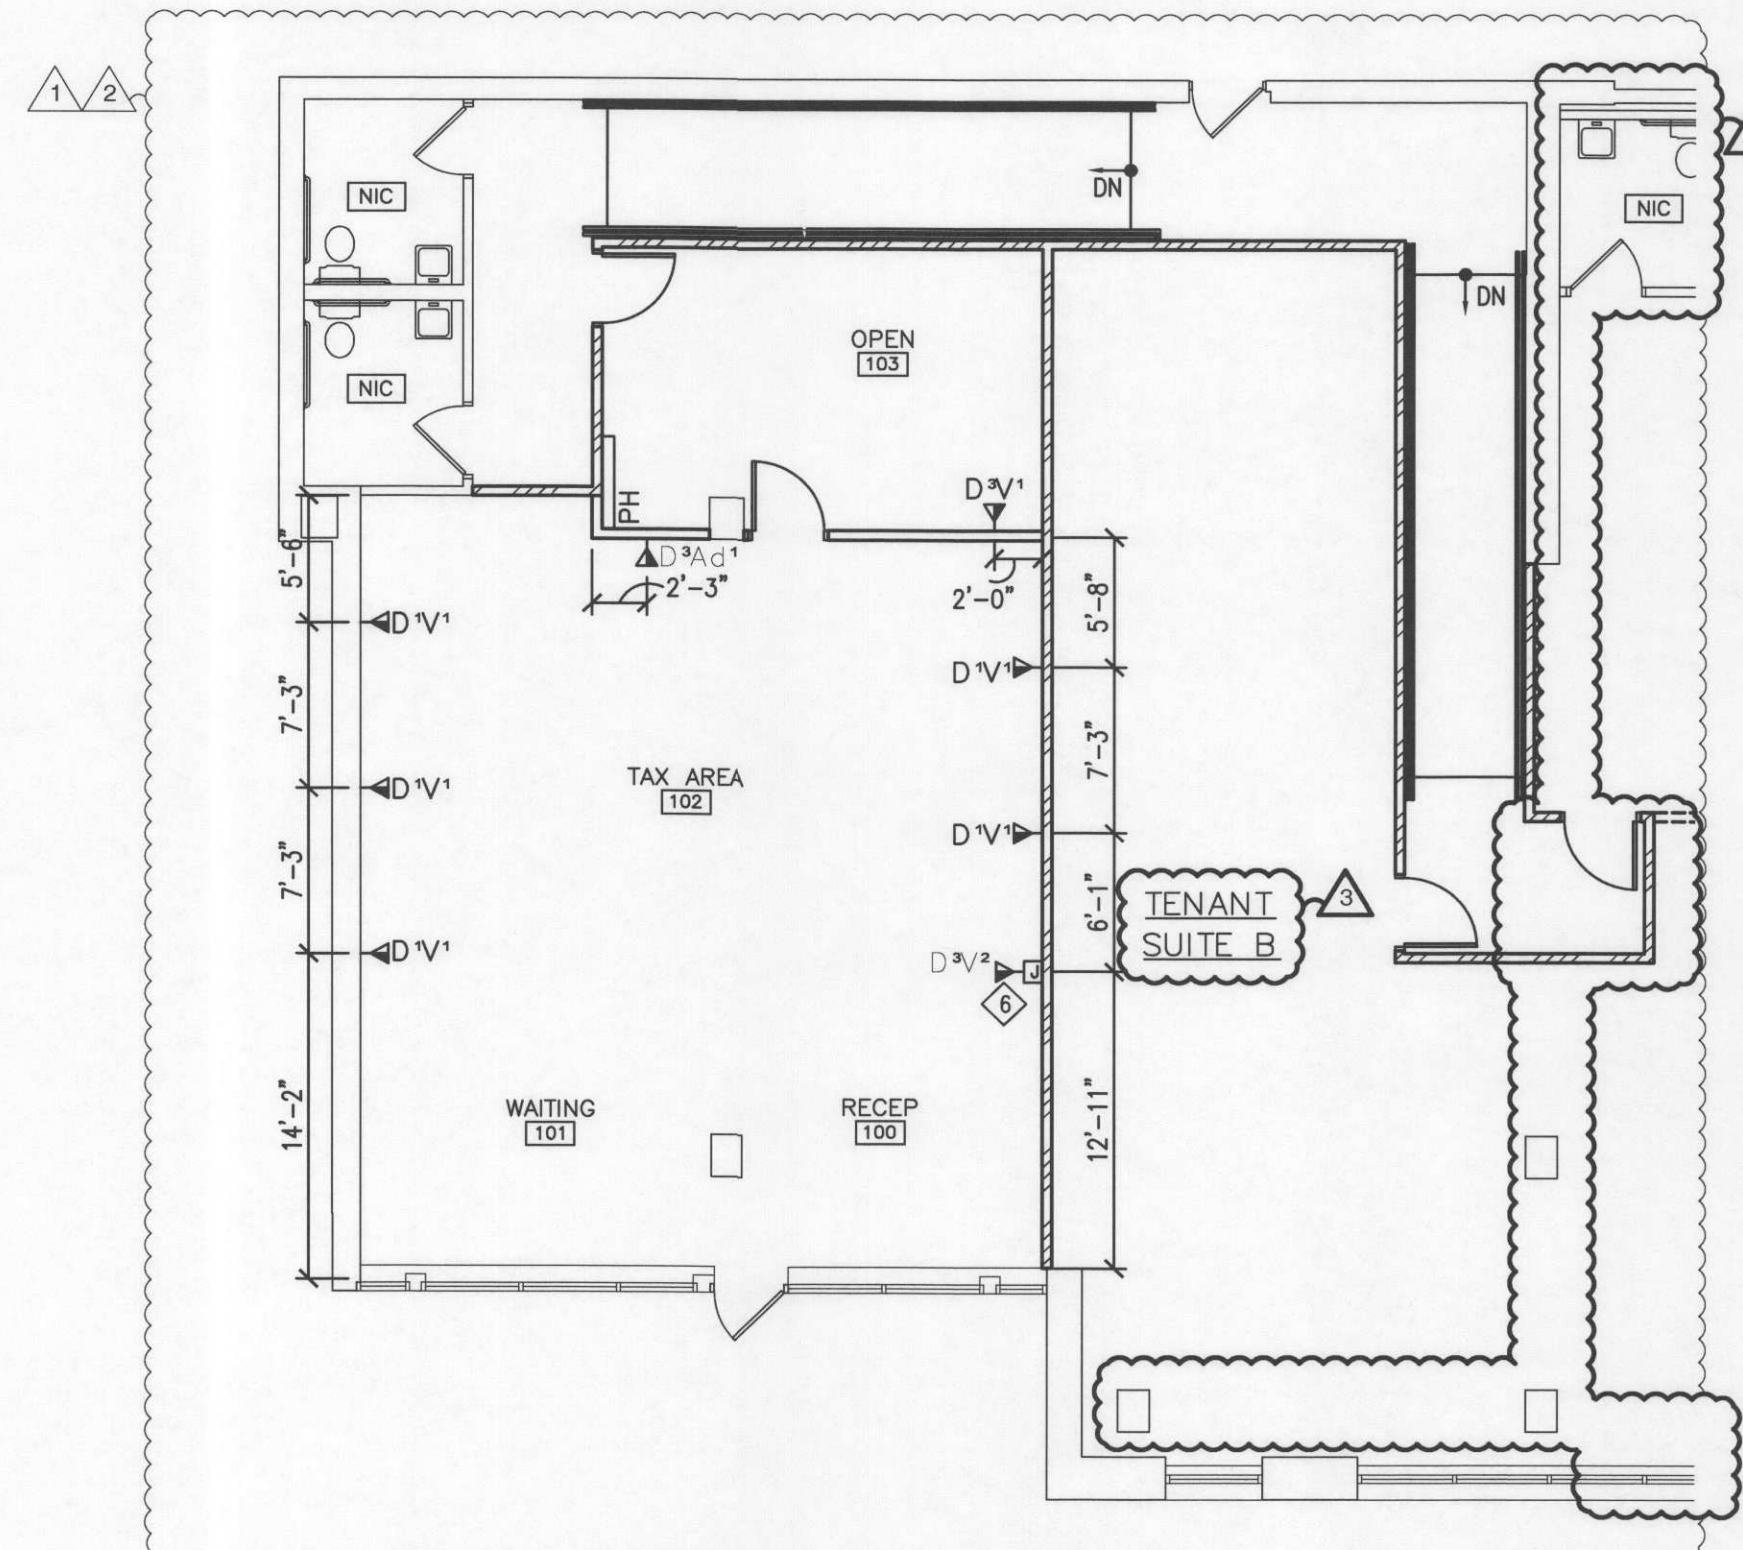 1 2
DN
NIC
NIC
DN
OPEN
103
NIC
D³V¹
PH
D³Ad¹
2'-3"
2'-0"
5'-6"
5'-8"
D¹V¹
D¹V¹
7'-3"
7'-3"
TAX AREA
102
D¹V¹
D¹V¹
7'-3"
6'-1"
TENANT
SUITE B
3
D¹V¹
D³V²
J
6
14'-2"
12'-11"
WAITING
101
RECEP
100